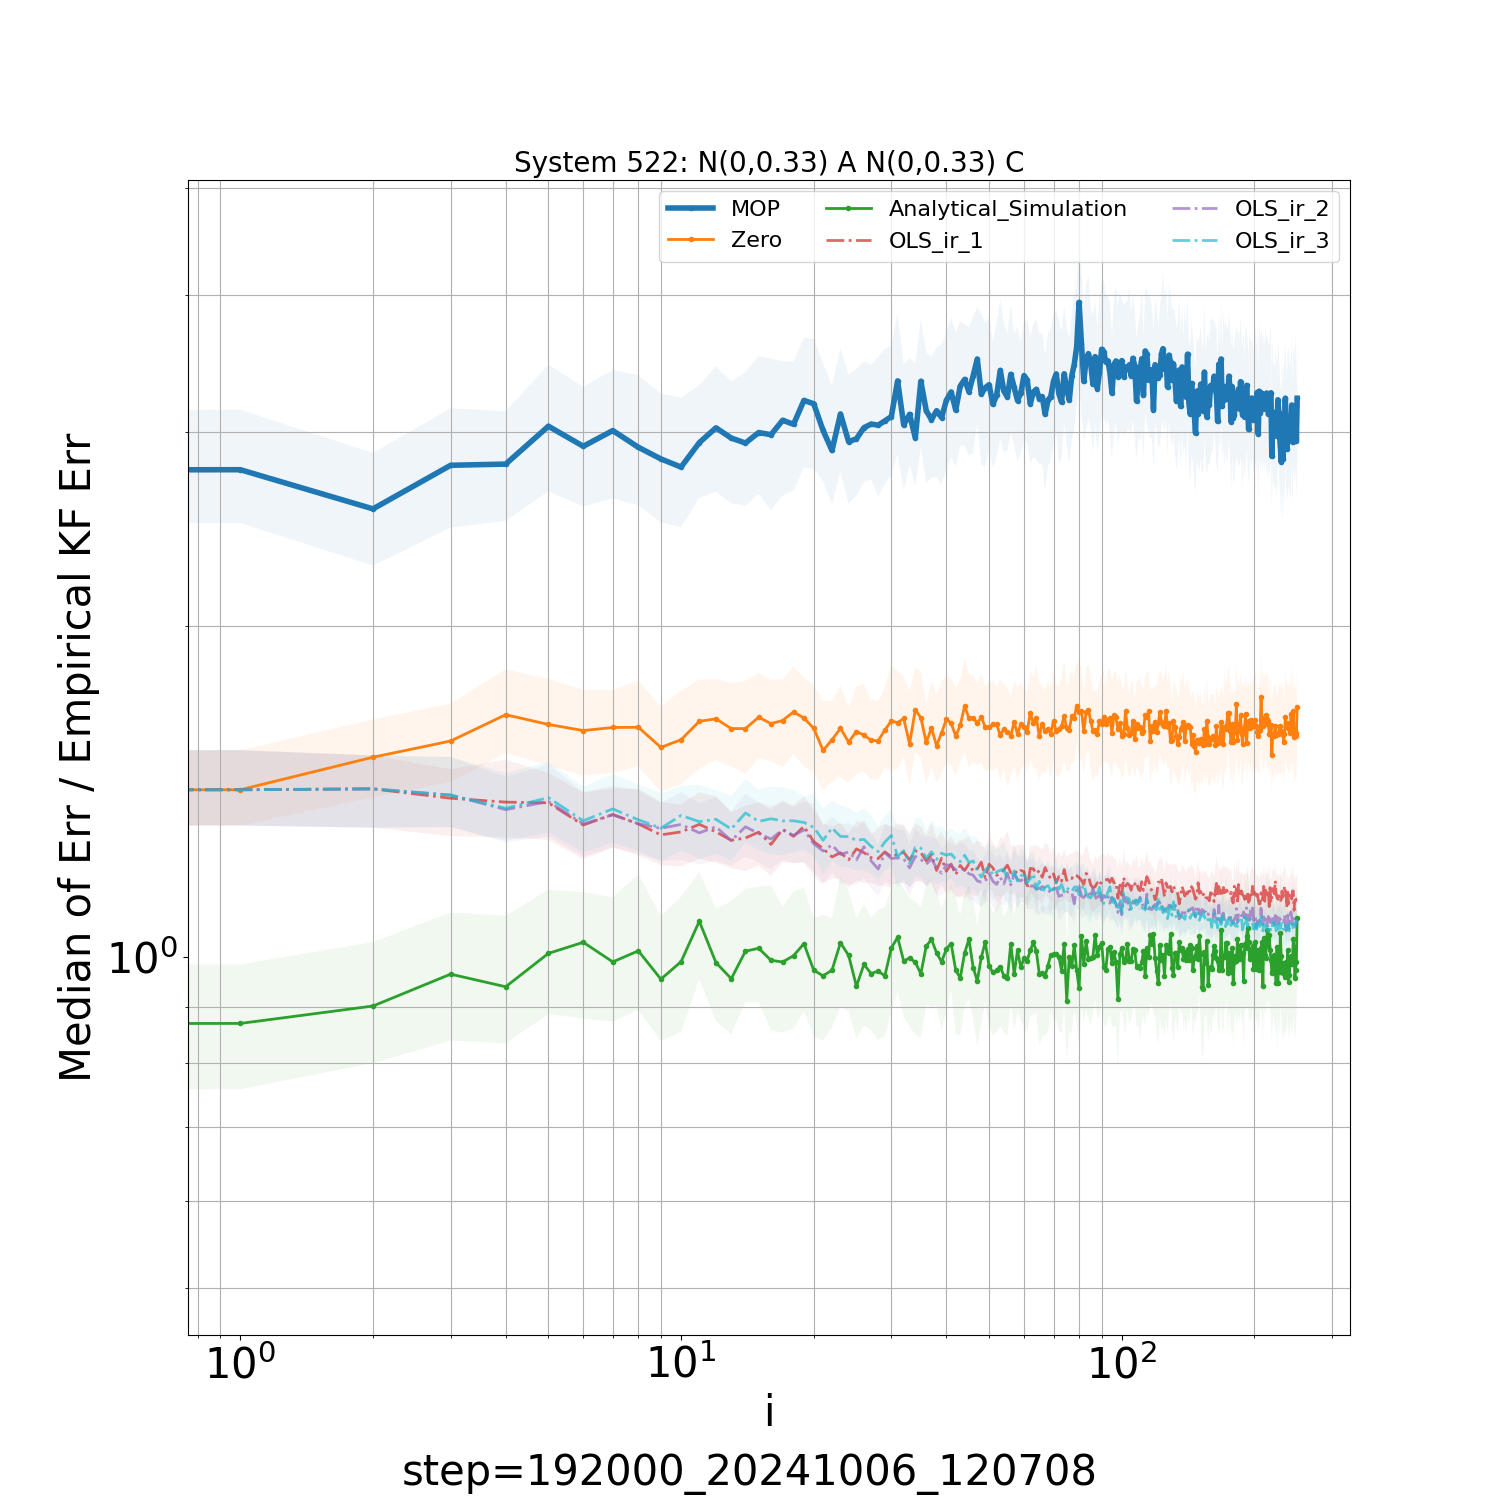 System 522: N(0,0.33) A N(0,0.33) C
MOP
Zero
Analytical_Simulation
OLS_ir_1
OLS_ir_2
OLS_ir_3
Median of Err / Empirical KF Err
10⁰
10⁰ 10¹ 10²
i
step=192000_20241006_120708